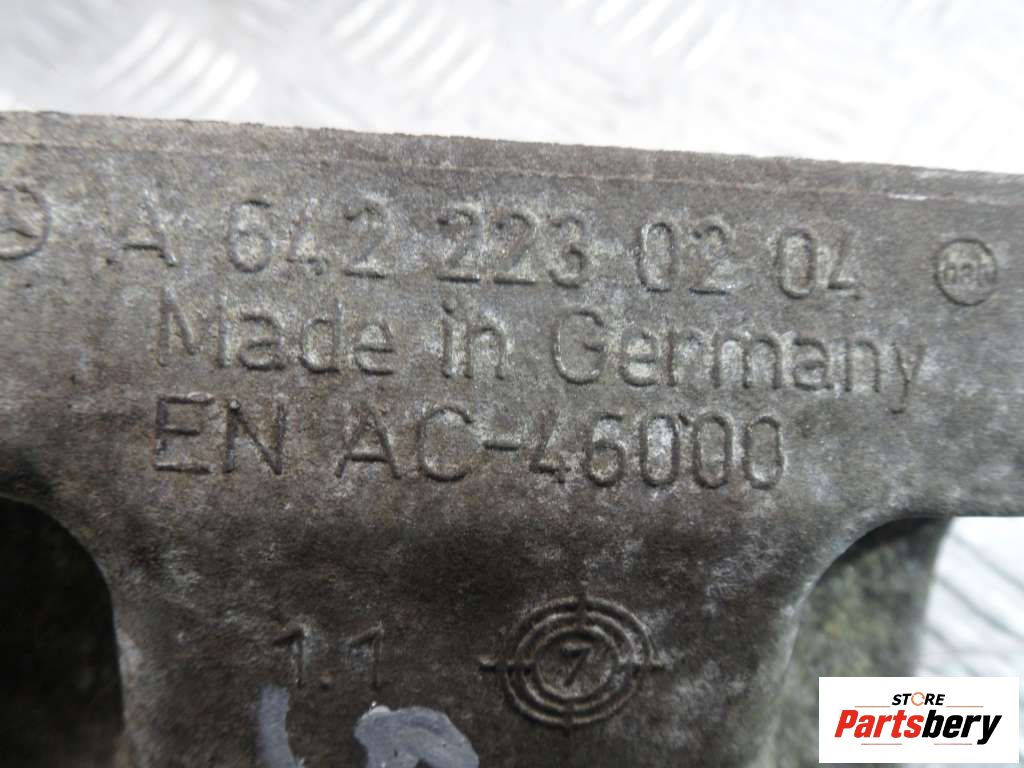 A 642 223 02 04
Made in Germany
EN AC-46000
1.1
7
STORE
Partsbery